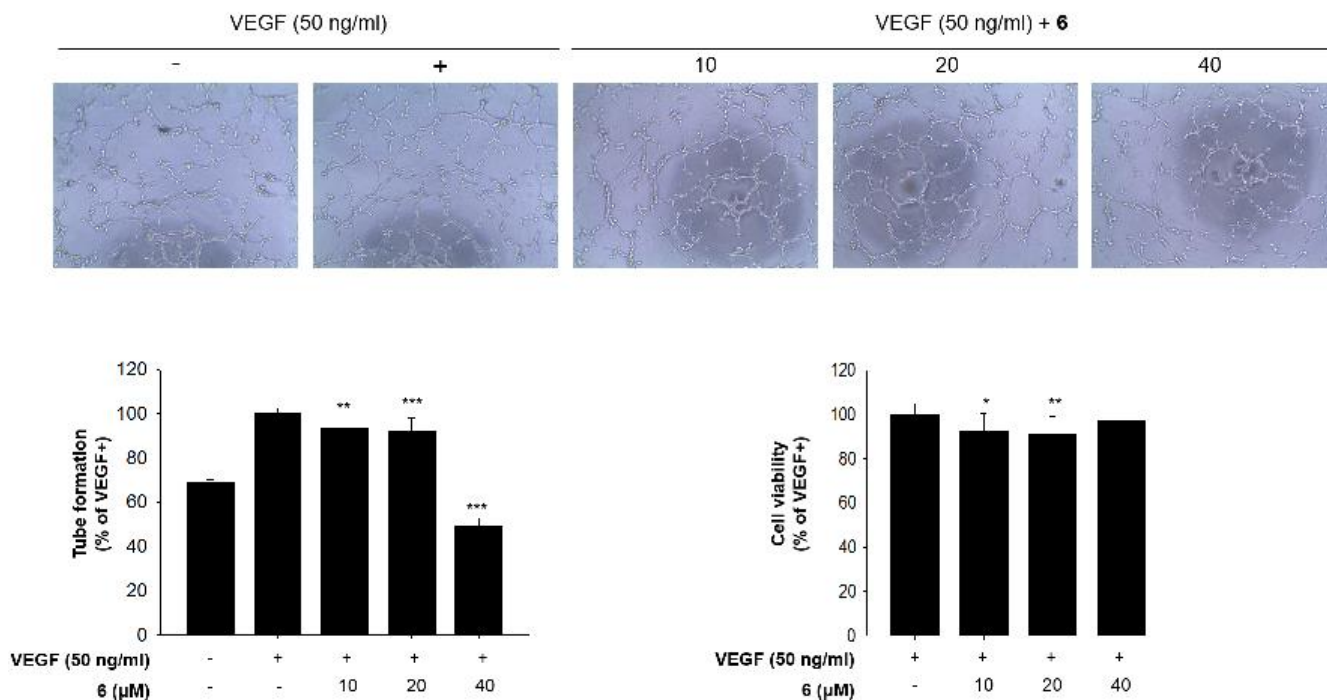 VEGF (50 ng/ml)
VEGF (50 ng/ml) + 6
- + 10 20 40
120
100
80
60
40
20
0
Tube formation
(% of VEGF+)
** *** ***
VEGF (50 ng/ml) - + + + +
6 (μM) - - 10 20 40
120
100
80
60
40
20
0
Cell viability
(% of VEGF+)
* **
VEGF (50 ng/ml) + + + +
6 (μM) - 10 20 40